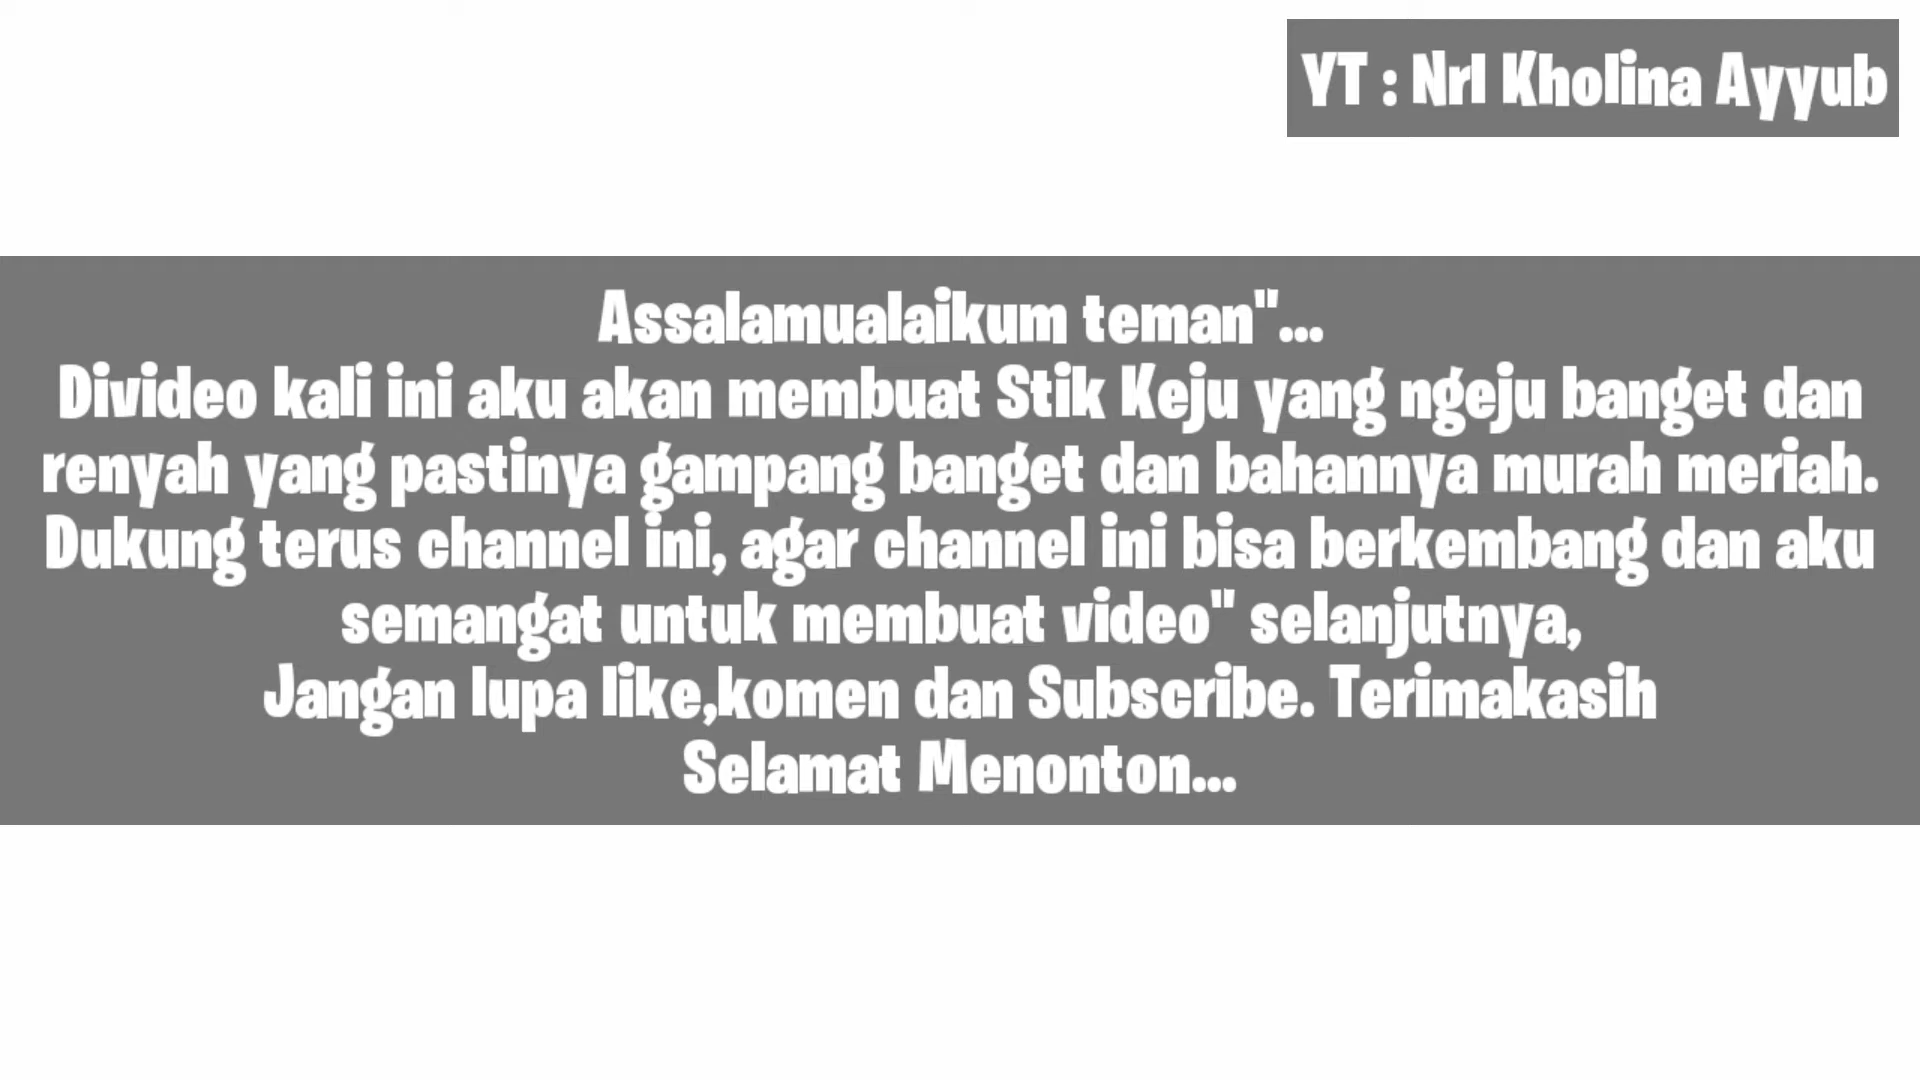 YT : Nrl Kholina Ayyub
Assalamualaikum teman"...
Divideo kali ini aku akan membuat Stik Keju yang ngeju banget dan
renyah yang pastinya gampang banget dan bahannya murah meriah.
Dukung terus channel ini, agar channel ini bisa berkembang dan aku
semangat untuk membuat video" selanjutnya,
Jangan lupa like,komen dan Subscribe. Terimakasih
Selamat Menonton...